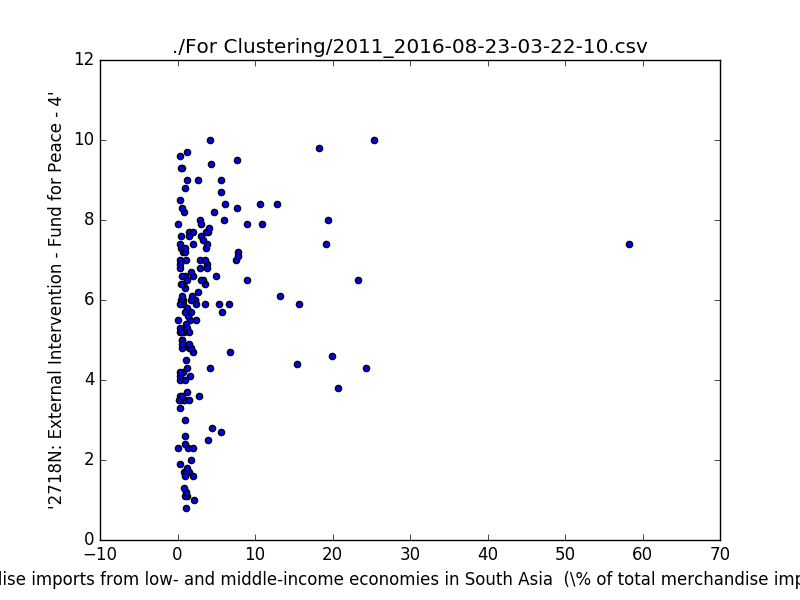 ./For Clustering/2011_2016-08-23-03-22-10.csv
'2718N: External Intervention - Fund for Peace - 4'
12
10
8
6
4
2
0
−10 0 10 20 30 40 50 60 70
imports from low- and middle-income economies in South Asia (\% of total merchandise